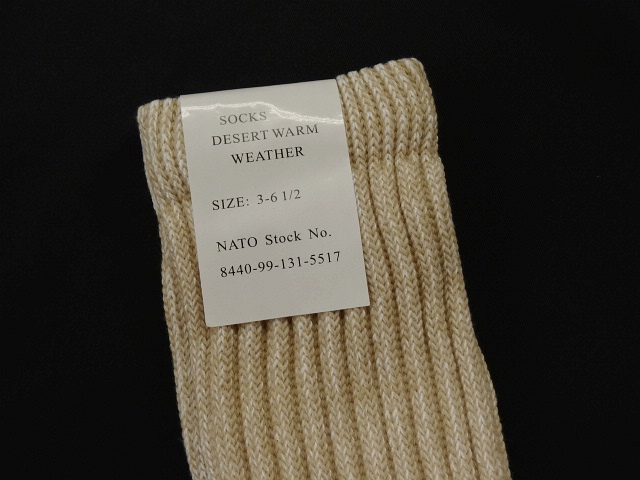 SOCKS
DESERT WARM
WEATHER
SIZE: 3-6 1/2
NATO Stock No.
8440-99-131-5517